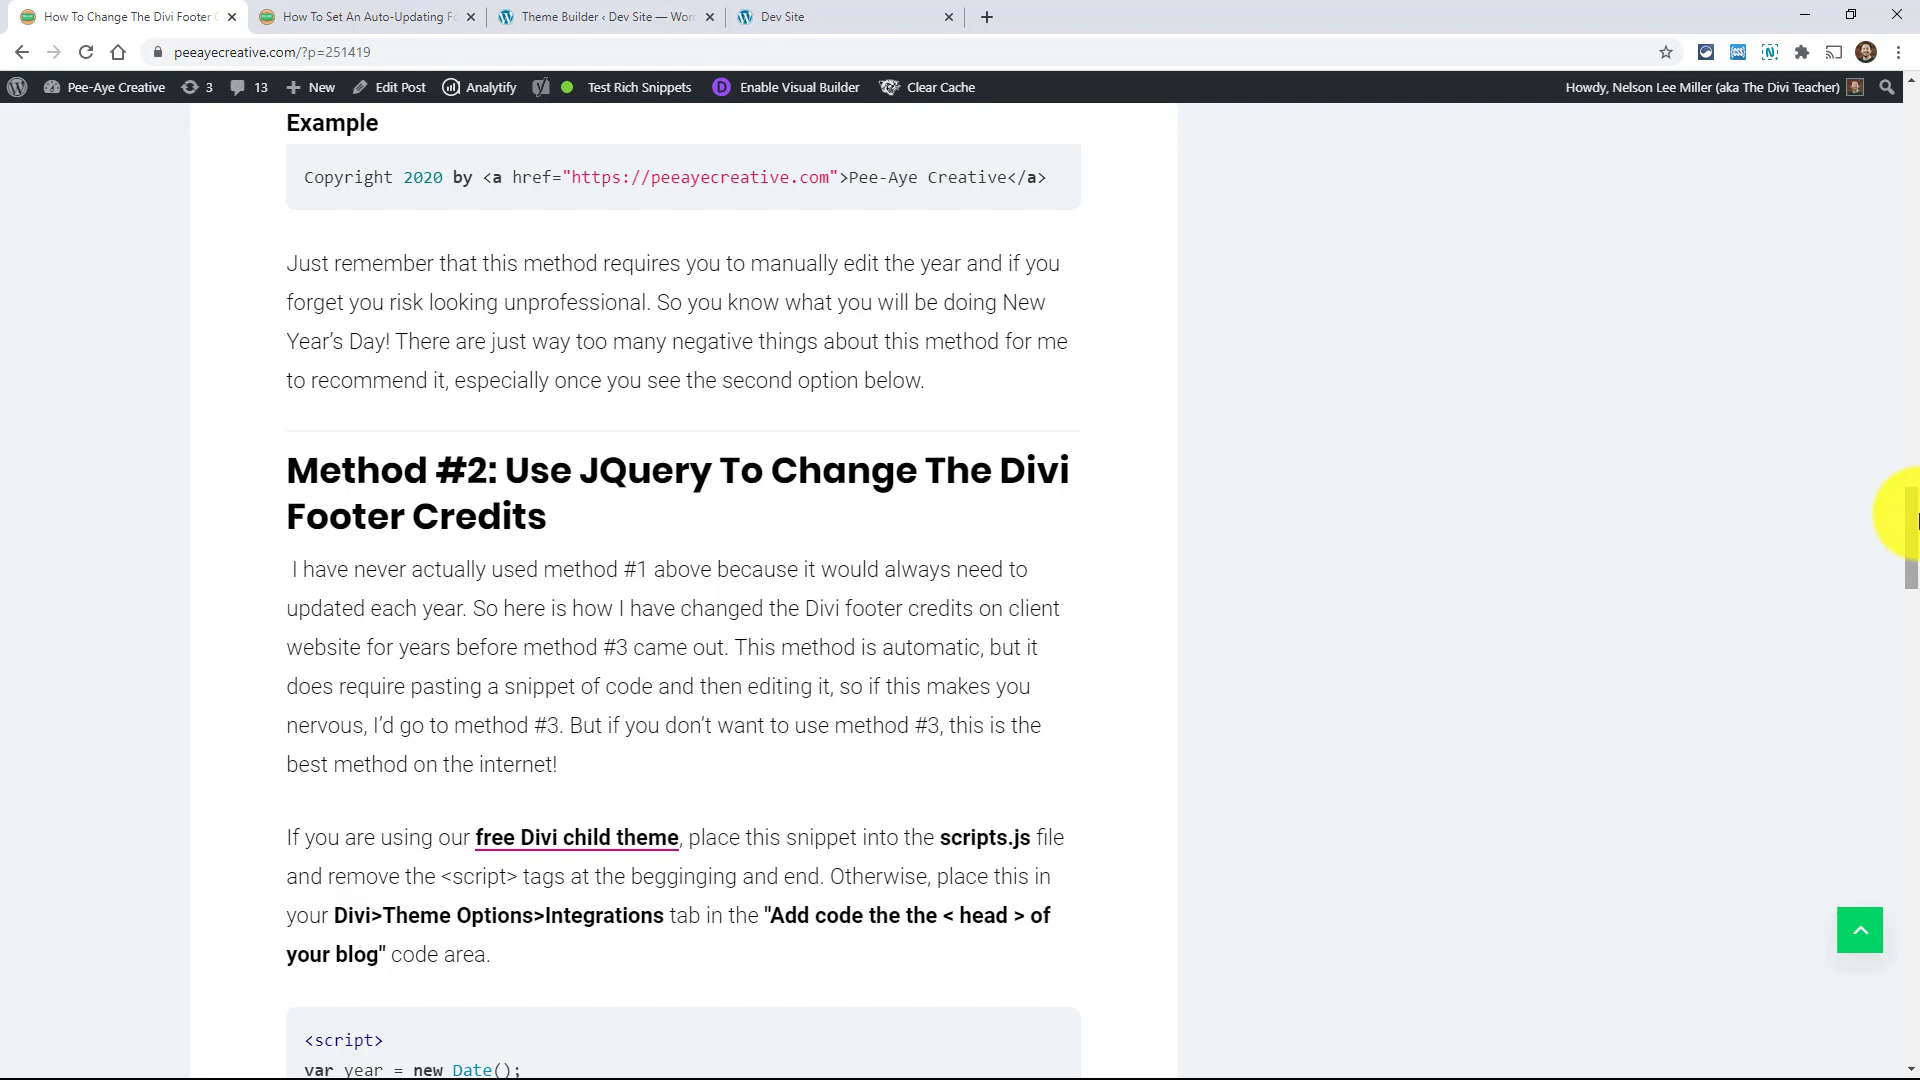 How To Change The Divi Footer
How To Set An Auto-Updating Fo
Theme Builder ‹ Dev Site — Wor
Dev Site
peeayecreative.com/?p=251419
Pee-Aye Creative
3
13
New
Edit Post
Analytify
Test Rich Snippets
D
Enable Visual Builder
Clear Cache
Howdy, Nelson Lee Miller (aka The Divi Teacher)
Example
Copyright 2020 by <a href="https://peeayecreative.com">Pee-Aye Creative</a>
Just remember that this method requires you to manually edit the year and if you
forget you risk looking unprofessional. So you know what you will be doing New
Year’s Day! There are just way too many negative things about this method for me
to recommend it, especially once you see the second option below.
Method #2: Use JQuery To Change The Divi
Footer Credits
I have never actually used method #1 above because it would always need to
updated each year. So here is how I have changed the Divi footer credits on client
website for years before method #3 came out. This method is automatic, but it
does require pasting a snippet of code and then editing it, so if this makes you
nervous, I’d go to method #3. But if you don’t want to use method #3, this is the
best method on the internet!
If you are using our free Divi child theme, place this snippet into the scripts.js file
and remove the <script> tags at the begginging and end. Otherwise, place this in
your Divi>Theme Options>Integrations tab in the "Add code the the < head > of
your blog" code area.
<script>
var year = new Date();